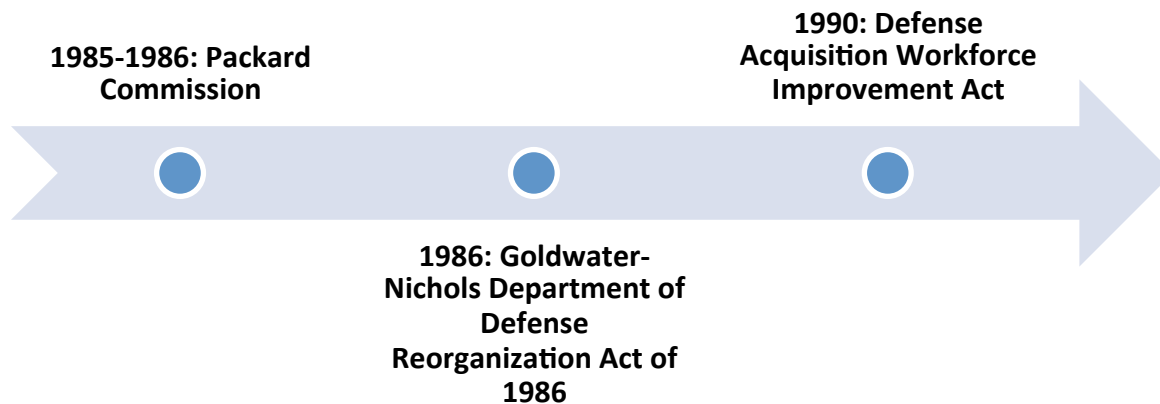 1985-1986: Packard
Commission
1986: Goldwater-
Nichols Department of
Defense
Reorganization Act of
1986
1990: Defense
Acquisition Workforce
Improvement Act